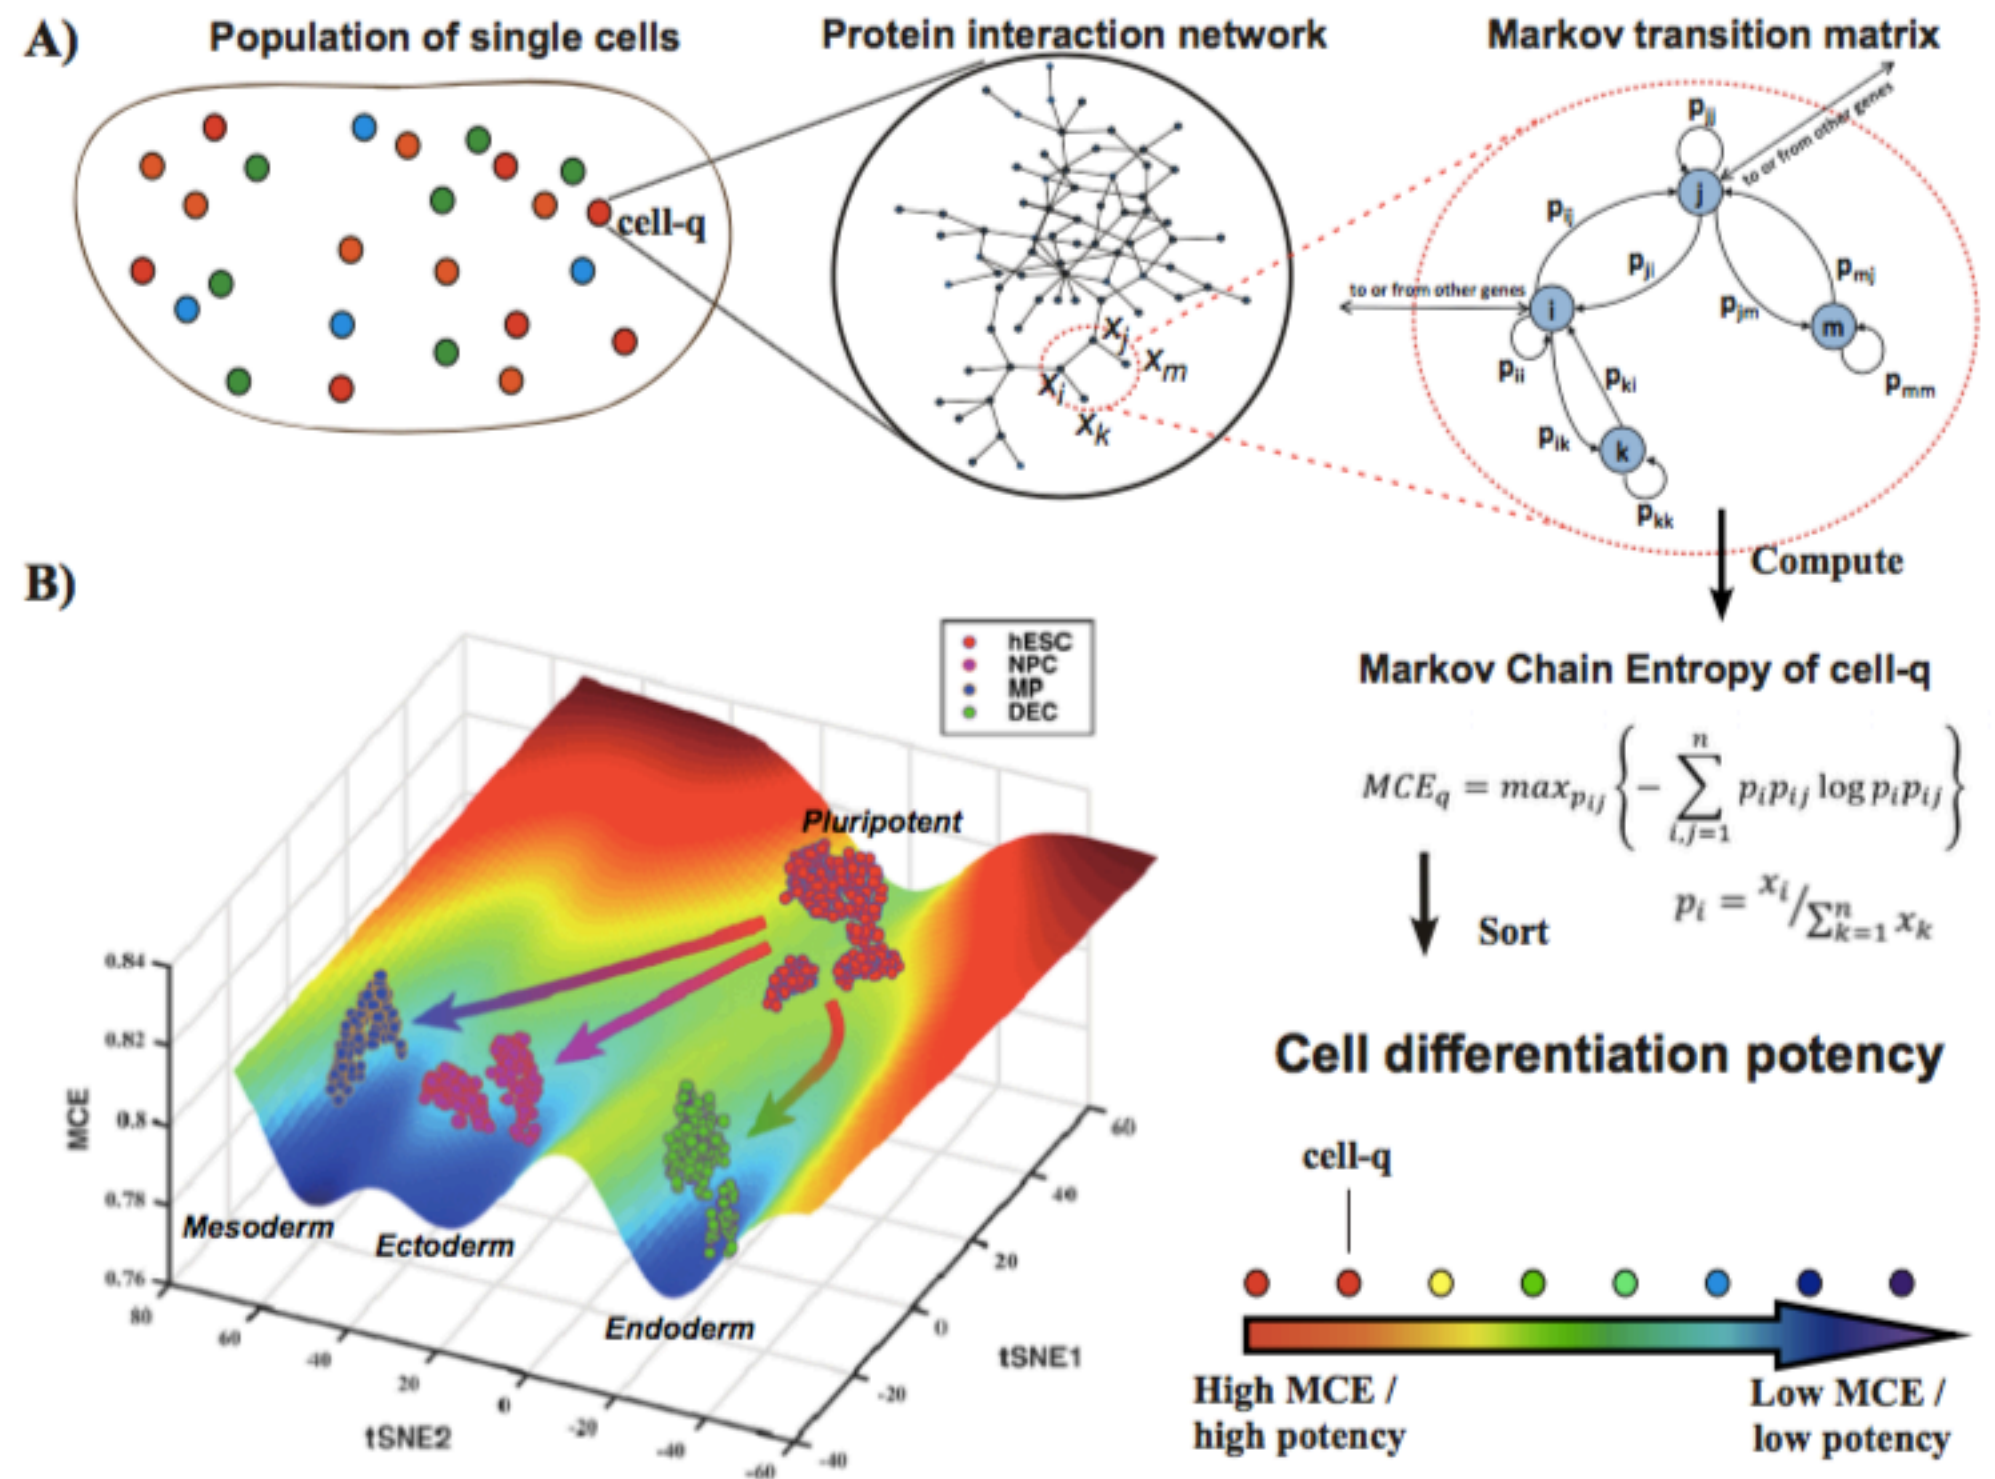 A)
Population of single cells
Protein interaction network
Markov transition matrix
cell-q
x_j
x_m
x_i
x_k
p_jj
to or from other genes
j
p_ij
p_ji
p_mj
p_jm
to or from other genes
i
m
p_ii
p_ki
p_mm
p_ik
k
p_kk
Compute
Markov Chain Entropy of cell-q
MCE_q = max_{p_ij} { - \sum_{i,j=1}^{n} p_i p_ij log p_i p_ij }
p_i = x_i / \sum_{k=1}^{n} x_k
Sort
Cell differentiation potency
cell-q
High MCE /
high potency
Low MCE /
low potency
B)
hESC
NPC
MP
DEC
Pluripotent
Mesoderm
Ectoderm
Endoderm
MCE
0.84
0.82
0.8
0.78
0.76
80
60
40
20
0
-20
-40
-60
tSNE2
60
40
20
0
-20
-40
tSNE1